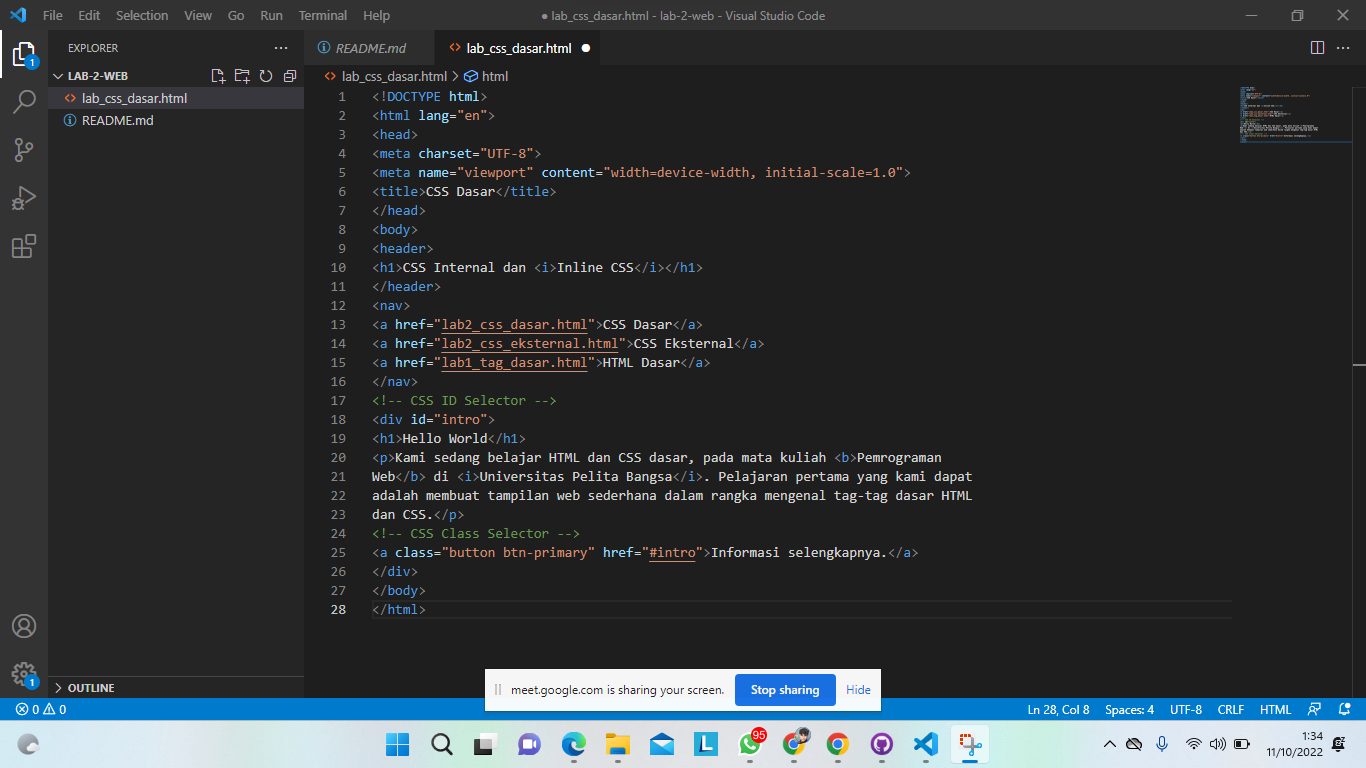 File Edit Selection View Go Run Terminal Help
● lab_css_dasar.html - lab-2-web - Visual Studio Code
EXPLORER
LAB-2-WEB
lab_css_dasar.html
README.md
OUTLINE
README.md
lab_css_dasar.html
lab_css_dasar.html > html
1 <!DOCTYPE html>
2 <html lang="en">
3 <head>
4 <meta charset="UTF-8">
5 <meta name="viewport" content="width=device-width, initial-scale=1.0">
6 <title>CSS Dasar</title>
7 </head>
8 <body>
9 <header>
10 <h1>CSS Internal dan <i>Inline CSS</i></h1>
11 </header>
12 <nav>
13 <a href="lab2_css_dasar.html">CSS Dasar</a>
14 <a href="lab2_css_eksternal.html">CSS Eksternal</a>
15 <a href="lab1_tag_dasar.html">HTML Dasar</a>
16 </nav>
17 <!-- CSS ID Selector -->
18 <div id="intro">
19 <h1>Hello World</h1>
20 <p>Kami sedang belajar HTML dan CSS dasar, pada mata kuliah <b>Pemrograman
21 Web</b> di <i>Universitas Pelita Bangsa</i>. Pelajaran pertama yang kami dapat
22 adalah membuat tampilan web sederhana dalam rangka mengenal tag-tag dasar HTML
23 dan CSS.</p>
24 <!-- CSS Class Selector -->
25 <a class="button btn-primary" href="#intro">Informasi selengkapnya.</a>
26 </div>
27 </body>
28 </html>
meet.google.com is sharing your screen. Stop sharing Hide
1
1
0 0
Ln 28, Col 8 Spaces: 4 UTF-8 CRLF HTML
L
95
1:34
11/10/2022